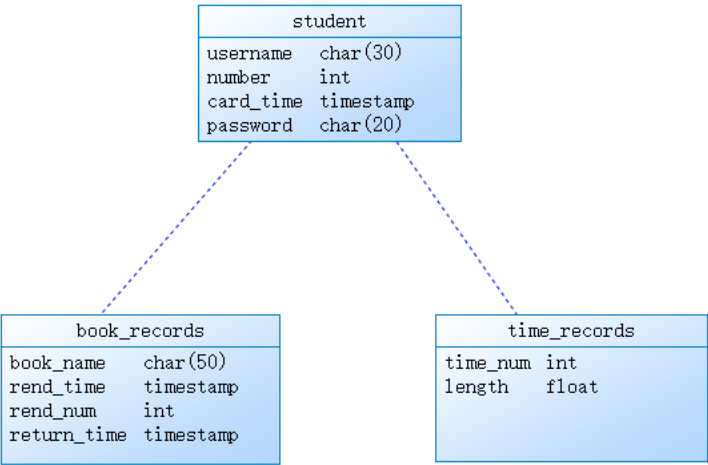 student
username char(30)
number int
card_time timestamp
password char(20)
book_records
book_name char(50)
rend_time timestamp
rend_num int
return_time timestamp
time_records
time_num int
length float